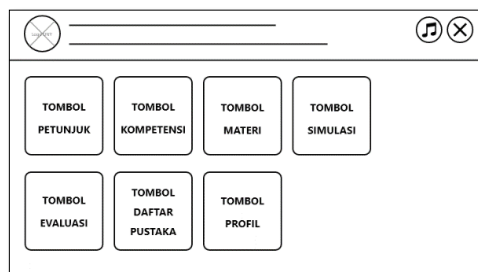 TOMBOL
PETUNJUK
TOMBOL
KOMPETENSI
TOMBOL
MATERI
TOMBOL
SIMULASI
TOMBOL
EVALUASI
TOMBOL
DAFTAR
PUSTAKA
TOMBOL
PROFIL